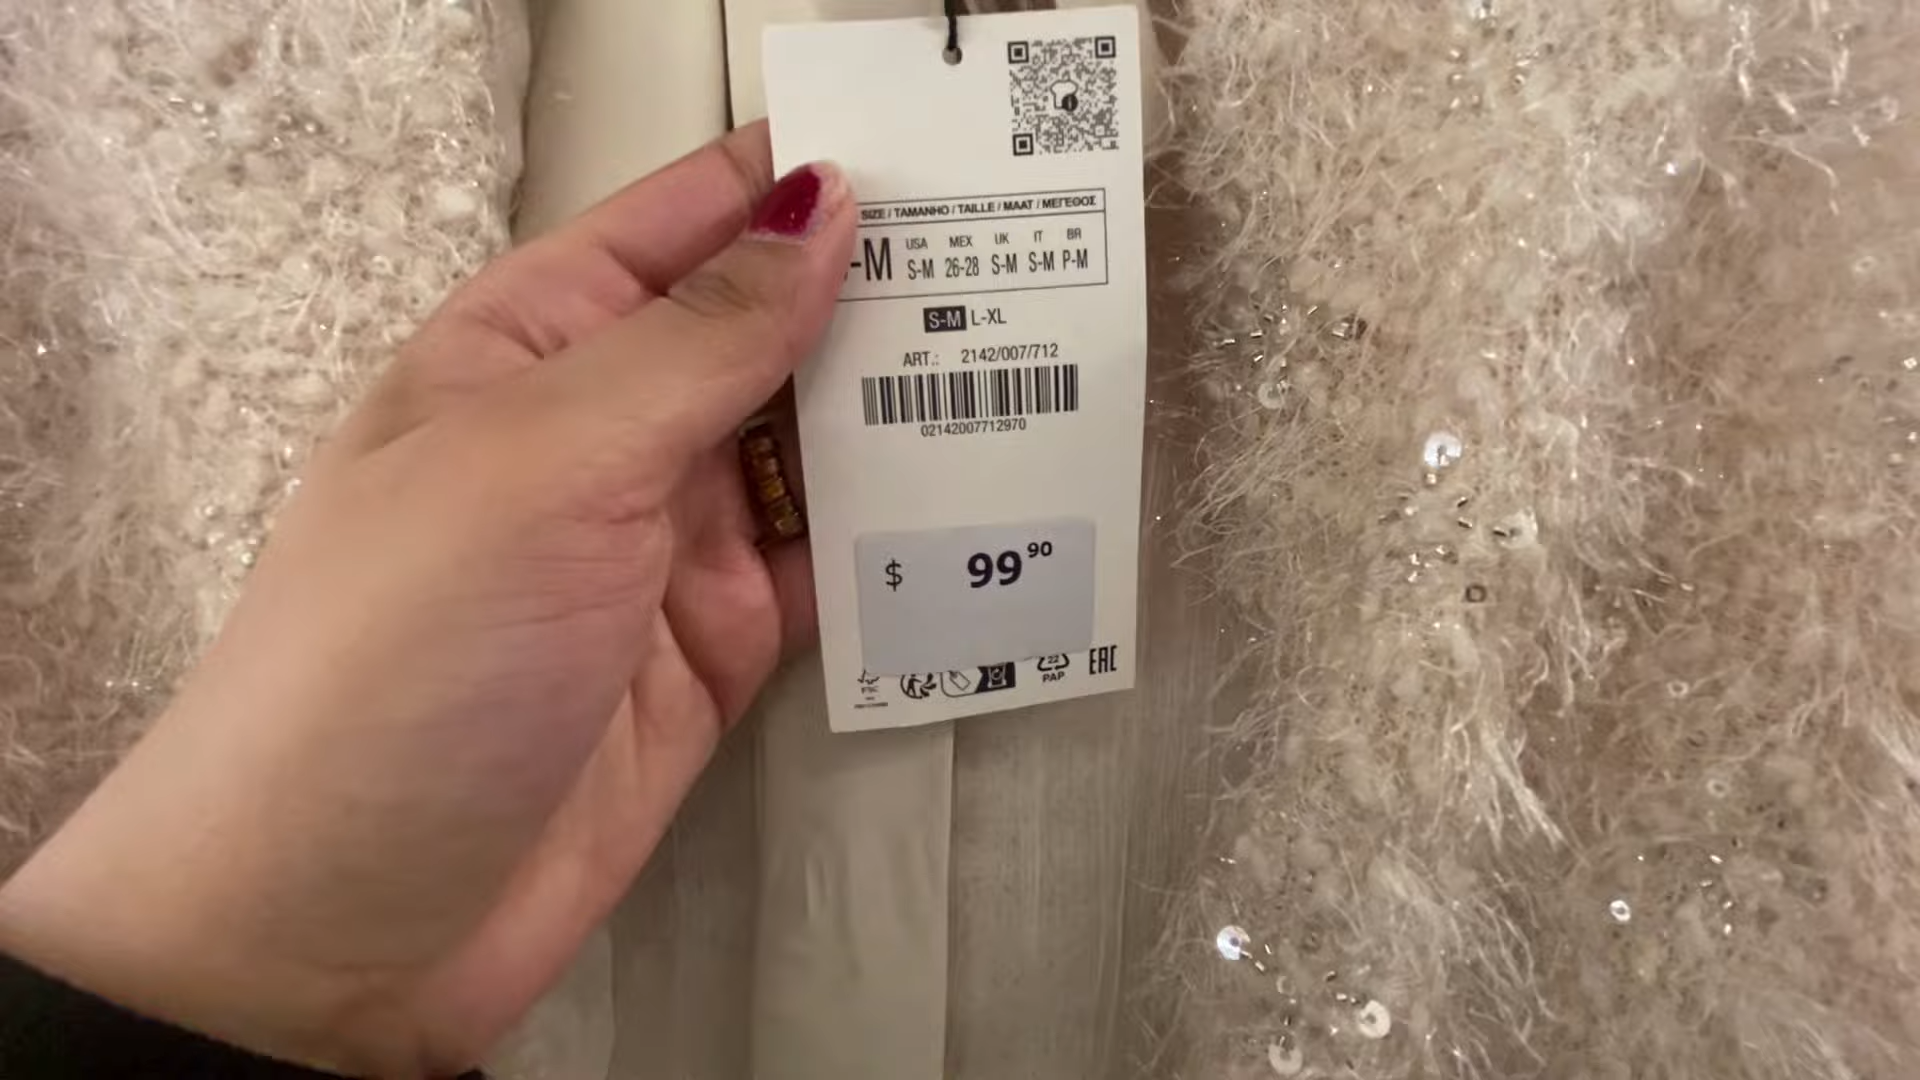 SIZE / TAMANHO / TAILLE / MAAT / ΜΕΓΕΘΟΣ
-M USA MEX UK IT BR
S-M 26-28 S-M S-M P-M
S-M L-XL
ART.: 2142/007/712
02142007712970
$ 99 90
22
PAP
EAC